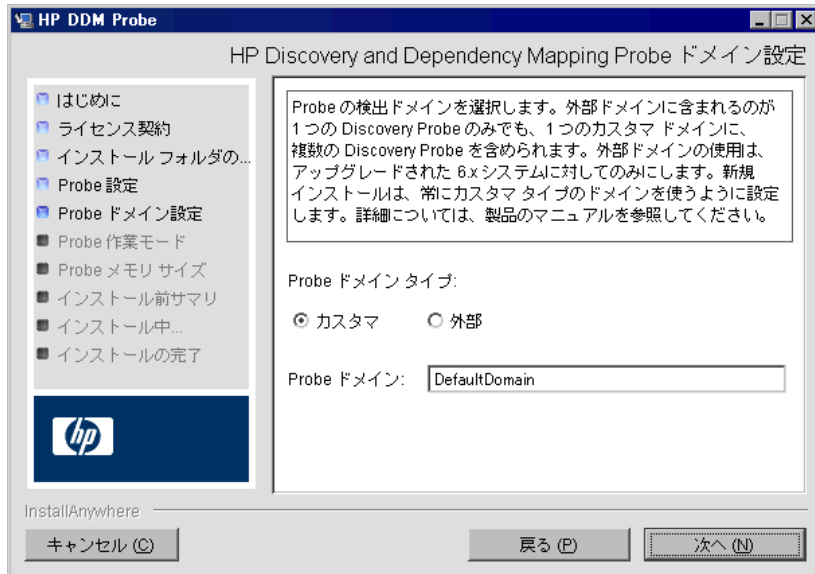 HP DDM Probe
HP Discovery and Dependency Mapping Probe ドメイン設定
はじめに
ライセンス契約
インストール フォルダの...
Probe 設定
Probe ドメイン設定
Probe 作業モード
Probe メモリ サイズ
インストール前サマリ
インストール中...
インストールの完了
hp
Probe の検出ドメインを選択します。外部ドメインに含まれるのが
1つの Discovery Probe のみでも、1つのカスタマ ドメインに、
複数の Discovery Probe を含められます。外部ドメインの使用は、
アップグレードされた 6.x システムに対してのみにします。新規
インストールは、常にカスタマ タイプのドメインを使うように設定
します。詳細については、製品のマニュアルを参照してください。
Probe ドメイン タイプ:
カスタマ 外部
Probe ドメイン: DefaultDomain
InstallAnywhere
キャンセル (C) 戻る (P) 次へ (N)